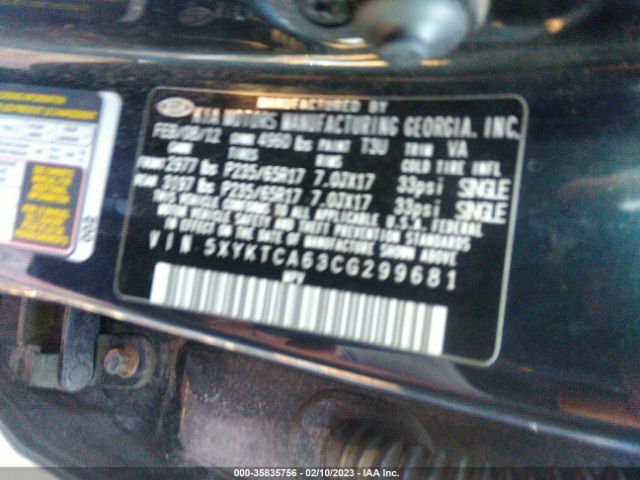 MANUFACTURED BY
KIA MOTORS MANUFACTURING GEORGIA, INC.
FEB/08/12 GVWR 4960 lbs PAINT T3U TRIM VA
GAWR TIRES RIMS COLD TIRE INFL
FRONT 2977 lbs P235/65R17 7.0JX17 33psi SINGLE
REAR 3197 lbs P235/65R17 7.0JX17 33psi SINGLE
THIS VEHICLE CONFORMS TO ALL APPLICABLE U.S.A. FEDERAL
MOTOR VEHICLE SAFETY AND THEFT PREVENTION STANDARDS
IN EFFECT ON THE DATE OF MANUFACTURE SHOWN ABOVE
VIN 5XYKTCA63CG299681
MPV
000-35835756 — 02/10/2023 — IAA Inc.